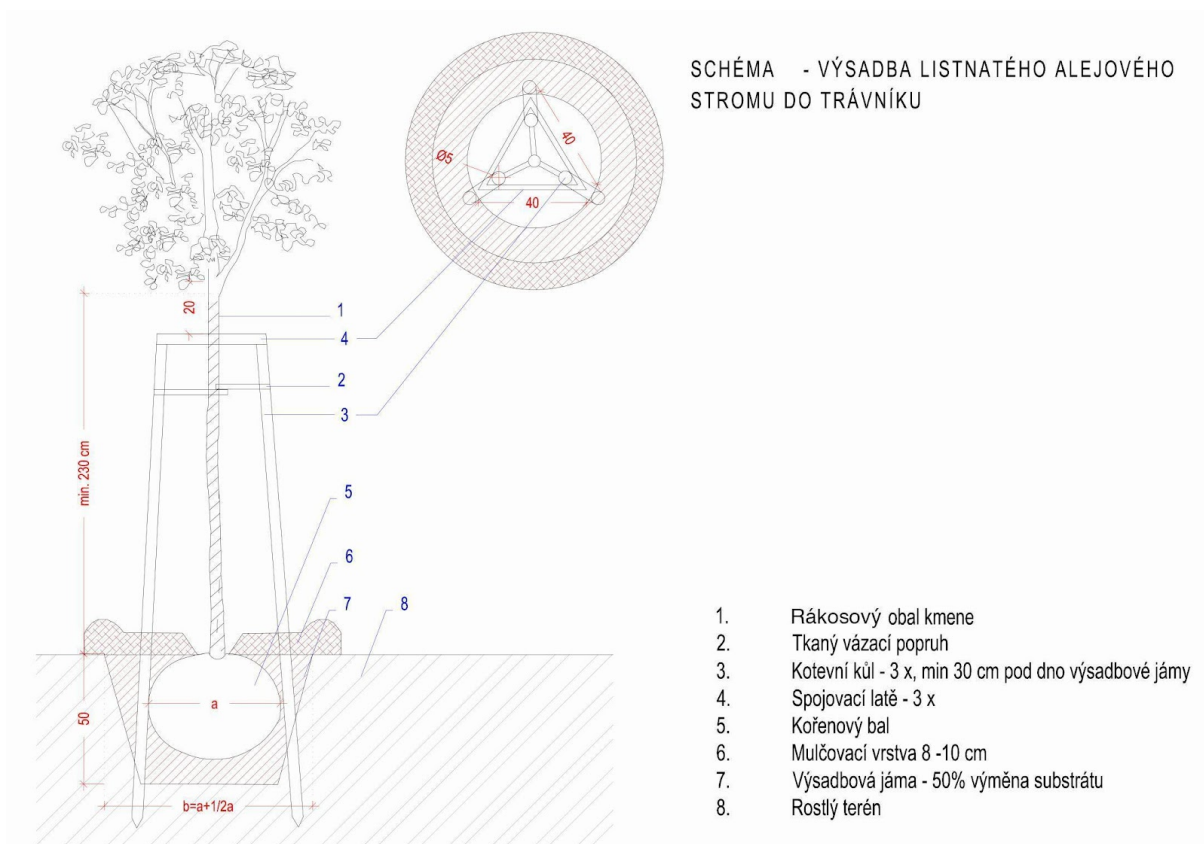 SCHÉMA - VÝSADBA LISTNATÉHO ALEJOVÉHO
STROMU DO TRÁVNÍKU
40
Ø5
40
20
1
4
2
3
min. 230 cm
5
6
7
8
a
50
b=a+1/2a
1. Rákosový obal kmene
2. Tkaný vázací popruh
3. Kotevní kůl - 3 x, min 30 cm pod dno výsadbové jámy
4. Spojovací latě - 3 x
5. Kořenový bal
6. Mulčovací vrstva 8 -10 cm
7. Výsadbová jáma - 50% výměna substrátu
8. Rostlý terén